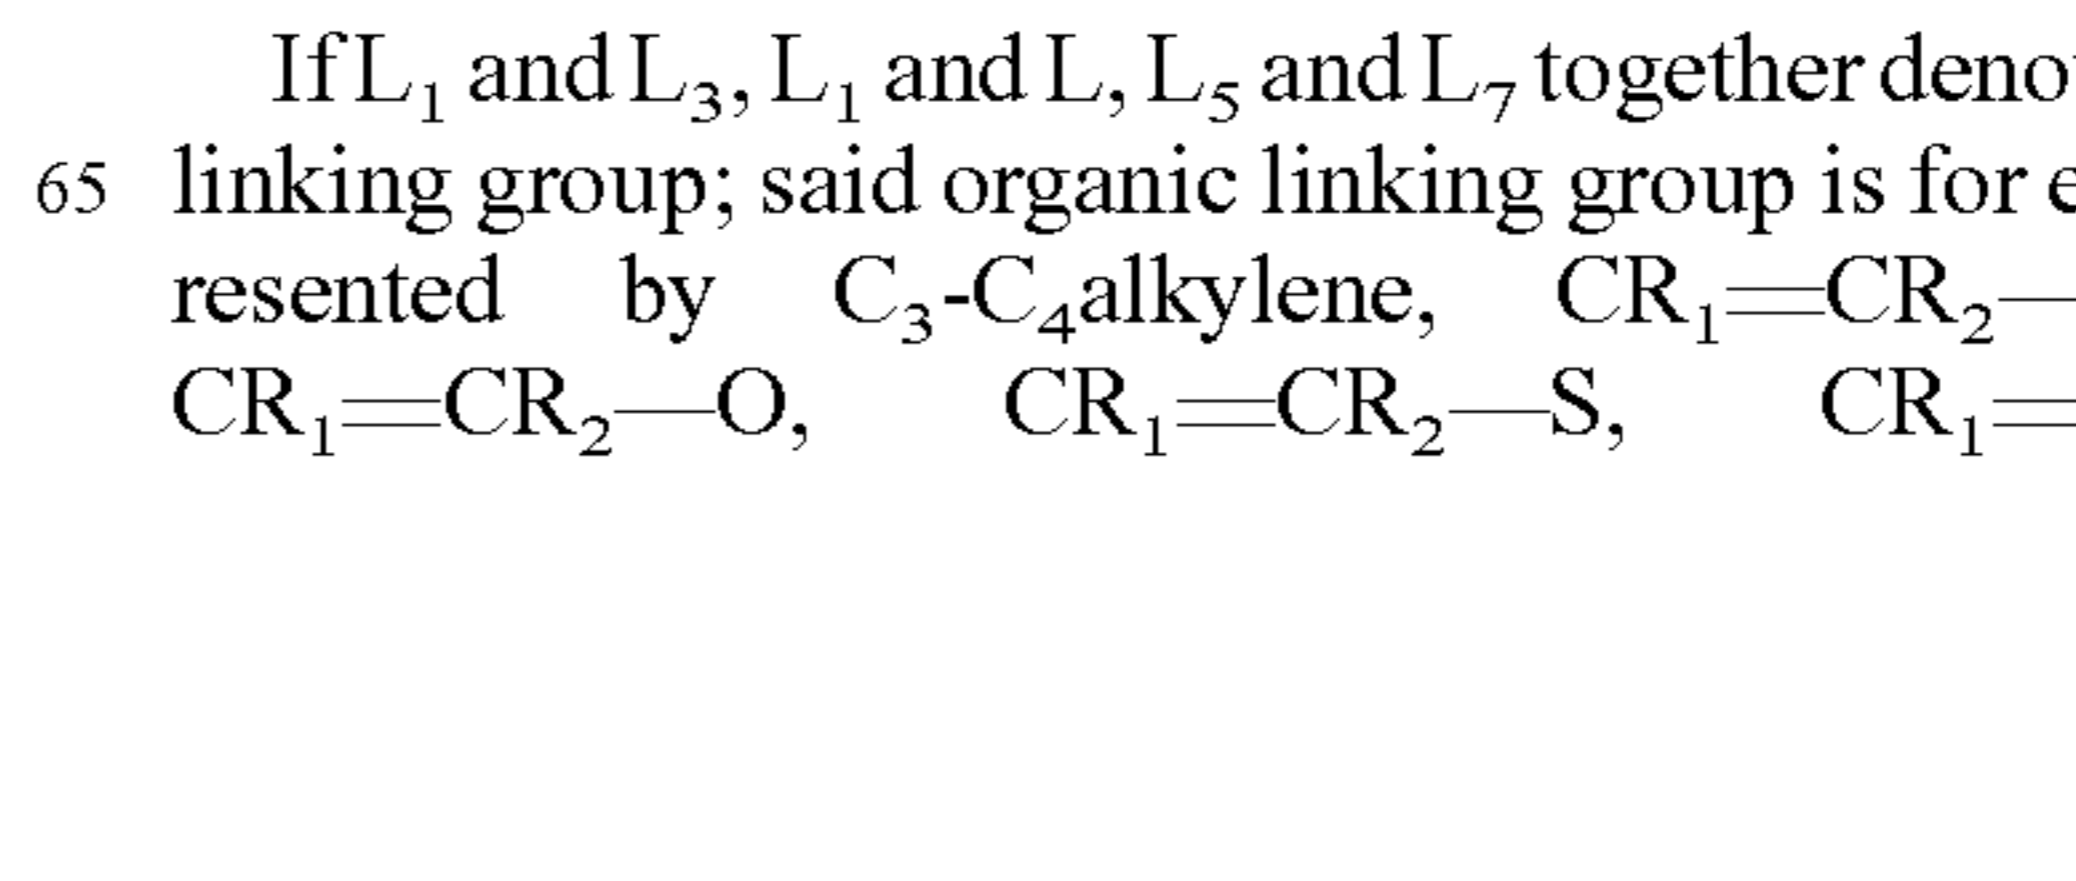 If L₁ and L₃, L₁ and L, L₅ and L₇ together
65 linking group; said organic linking group is for
resented by C₃-C₄alkylene, CR₁=CR₂—
CR₁=CR₂—O, CR₁=CR₂—S, CR₁=